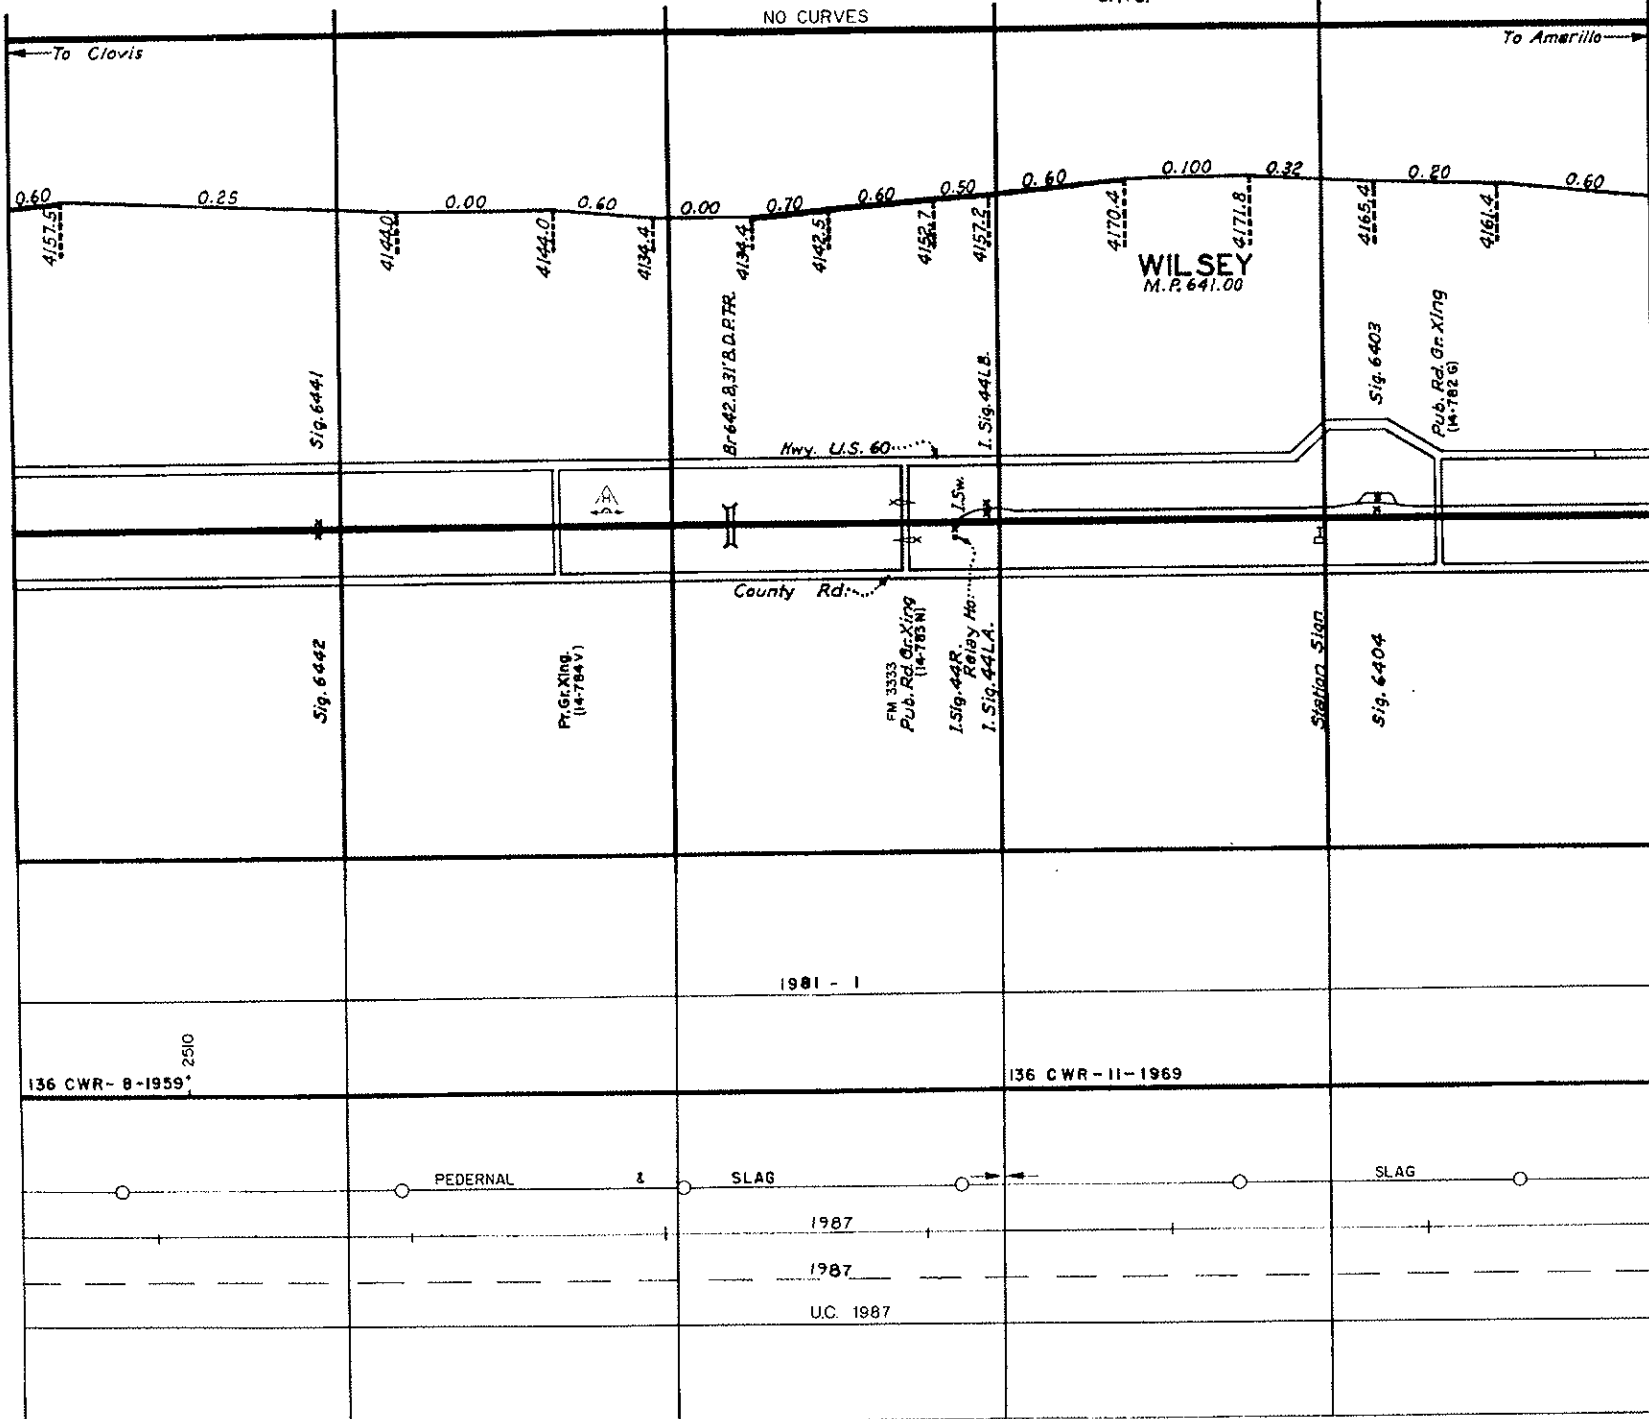 NO CURVES
To Clovis
To Amarillo
0.60
0.25
0.00
0.60
0.00
0.70
0.60
0.50
0.60
0.100
0.32
0.20
0.60
4157.5
4144.0
4144.0
4134.4
4134.4
4142.5
4152.7
4157.2
4170.4
4171.8
4165.4
4161.4
WILSEY
M.P. 641.00
Sig. 6441
Br 642.8, 31' B.D.P.TR.
I. Sig. 44LB.
Sig. 6403
Pub. Rd. Gr. Xing
(14-782 G)
Hwy. U.S. 60
H
I.Sw.
County Rd.
Sig. 6442
Pr. Gr. Xing.
(14-784 V)
FM 3333
Pub. Rd. Gr. Xing
(14-783 N)
I. Sig. 44R.
Relay Ho.
I. Sig. 44LA.
Station Sign
Sig. 6404
1981 - 1
2510
136 CWR- 8-1959
136 CWR-11-1969
PEDERNAL & SLAG
SLAG
1987
1987
U.C. 1987